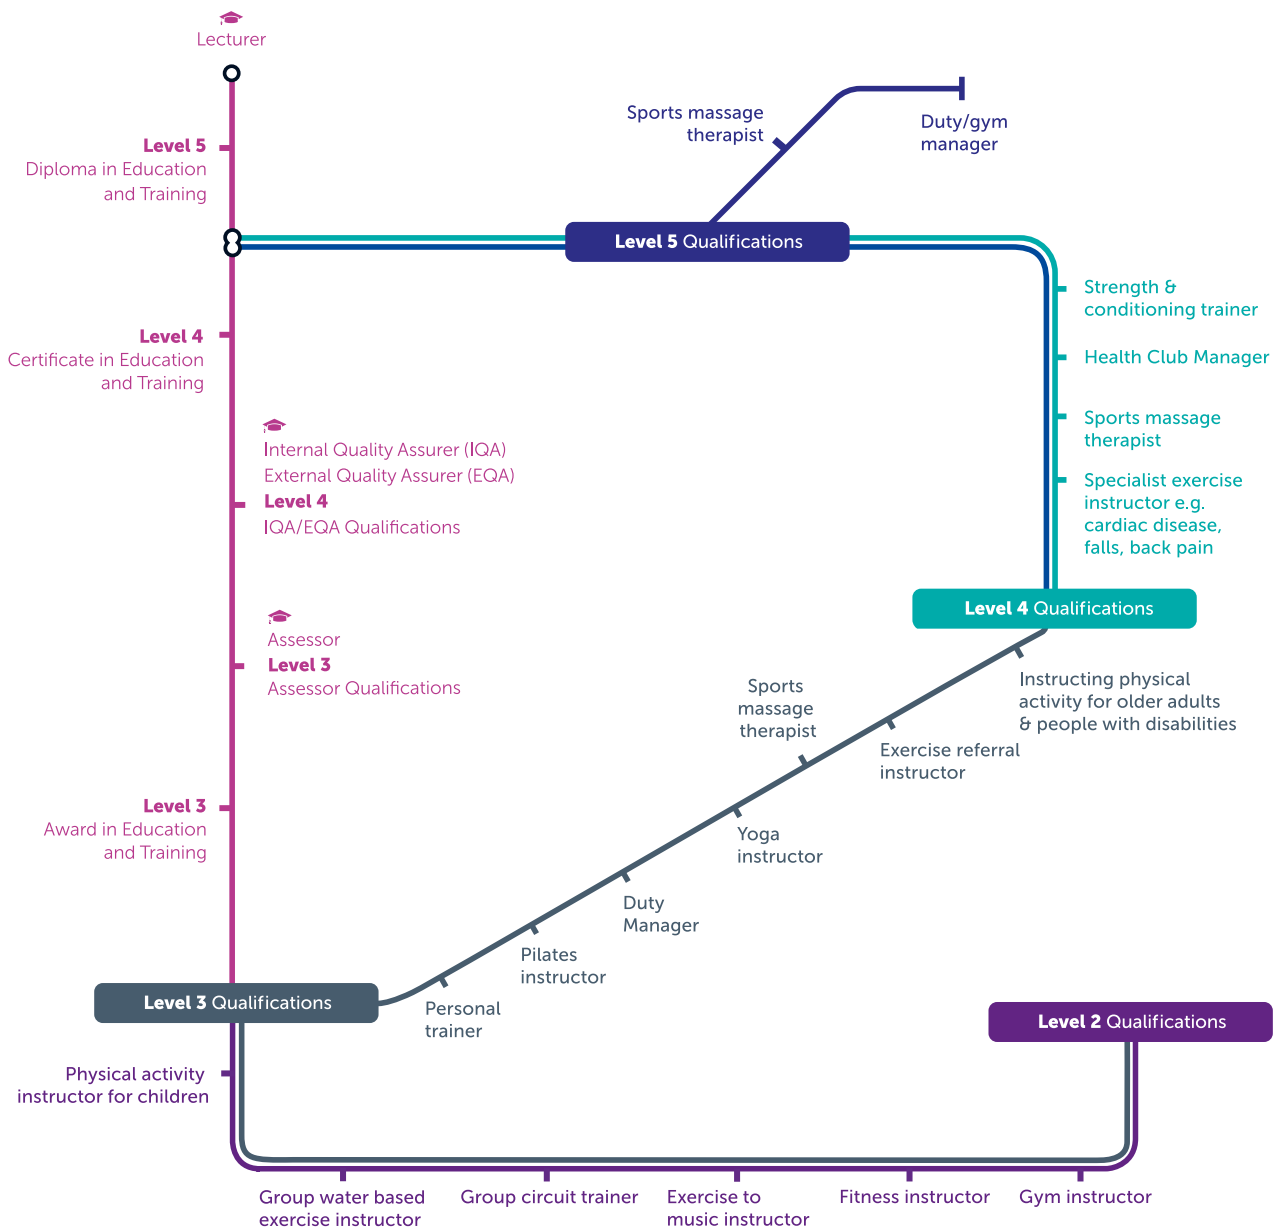 Lecturer
Level 5
Diploma in Education
and Training
Sports massage
therapist
Duty/gym
manager
Level 5 Qualifications
Level 4
Certificate in Education
and Training
Strength &
conditioning trainer
Health Club Manager
Sports massage
therapist
Specialist exercise
instructor e.g.
cardiac disease,
falls, back pain
Internal Quality Assurer (IQA)
External Quality Assurer (EQA)
Level 4
IQA/EQA Qualifications
Level 4 Qualifications
Assessor
Level 3
Assessor Qualifications
Instructing physical
activity for older adults
& people with disabilities
Sports
massage
therapist
Exercise referral
instructor
Level 3
Award in Education
and Training
Yoga
instructor
Duty
Manager
Pilates
instructor
Personal
trainer
Level 3 Qualifications
Level 2 Qualifications
Physical activity
instructor for children
Group water based
exercise instructor
Group circuit trainer
Exercise to
music instructor
Fitness instructor
Gym instructor